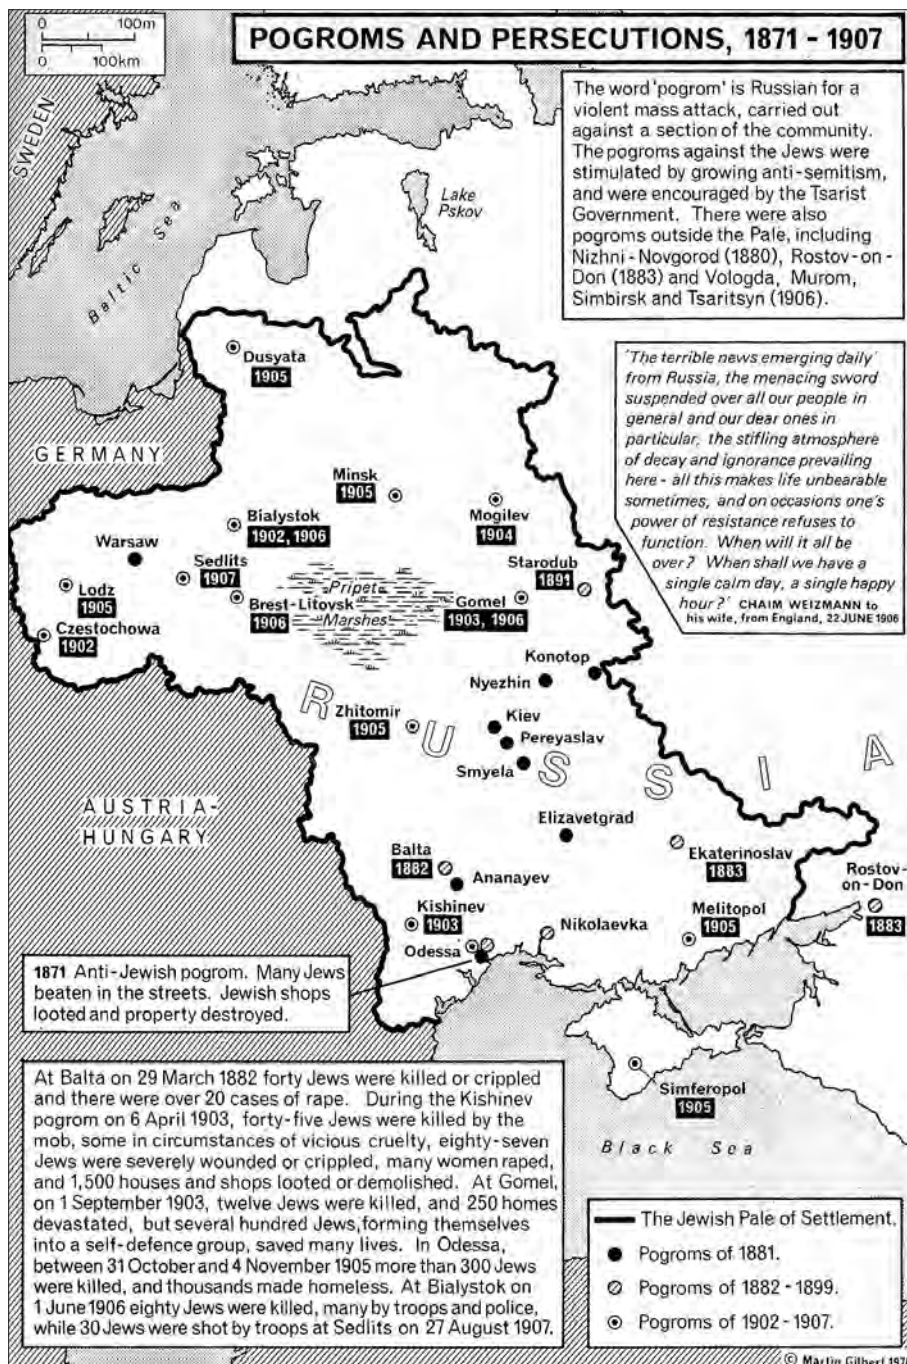 0 100m
0 100km
POGROMS AND PERSECUTIONS, 1871 - 1907
The word 'pogrom' is Russian for a
violent mass attack, carried out
against a section of the community.
The pogroms against the Jews were
stimulated by growing anti-semitism,
and were encouraged by the Tsarist
Government. There were also
pogroms outside the Pale, including
Nizhni-Novgorod (1880), Rostov-on-
Don (1883) and Vologda, Murom,
Simbirsk and Tsaritsyn (1906).
SWEDEN
Baltic Sea
Lake
Pskov
'The terrible news emerging daily
from Russia, the menacing sword
suspended over all our people in
general and our dear ones in
particular, the stifling atmosphere
of decay and ignorance prevailing
here - all this makes life unbearable
sometimes, and on occasions one's
power of resistance refuses to
function. When will it all be
over? When shall we have a
single calm day, a single happy
hour?' CHAIM WEIZMANN to
his wife, from England, 22 JUNE 1906
Dusyata
1905
GERMANY
Minsk
1905
Mogilev
1904
Bialystok
1902, 1906
Warsaw
Starodub
1891
Sedlits
1907
Lodz
1905
Pripet
Marshes
Brest-Litovsk
1906
Gomel
1903, 1906
Czestochowa
1902
Konotop
Nyezhin
RUSSIA
Zhitomir
1905
Kiev
Pereyaslav
Smyela
AUSTRIA-
HUNGARY
Elizavetgrad
Balta
1882
Ekaterinoslav
1883
Ananayev
Rostov-
on-Don
1883
Kishinev
1903
Nikolaevka
Melitopol
1905
Odessa
1871 Anti-Jewish pogrom. Many Jews
beaten in the streets. Jewish shops
looted and property destroyed.
Simferopol
1905
Black Sea
At Balta on 29 March 1882 forty Jews were killed or crippled
and there were over 20 cases of rape. During the Kishinev
pogrom on 6 April 1903, forty-five Jews were killed by the
mob, some in circumstances of vicious cruelty, eighty-seven
Jews were severely wounded or crippled, many women raped,
and 1,500 houses and shops looted or demolished. At Gomel,
on 1 September 1903, twelve Jews were killed, and 250 homes
devastated, but several hundred Jews, forming themselves
into a self-defence group, saved many lives. In Odessa,
between 31 October and 4 November 1905 more than 300 Jews
were killed, and thousands made homeless. At Bialystok on
1 June 1906 eighty Jews were killed, many by troops and police,
while 30 Jews were shot by troops at Sedlits on 27 August 1907.
The Jewish Pale of Settlement.
Pogroms of 1881.
Pogroms of 1882-1899.
Pogroms of 1902-1907.
© Martin Gilbert